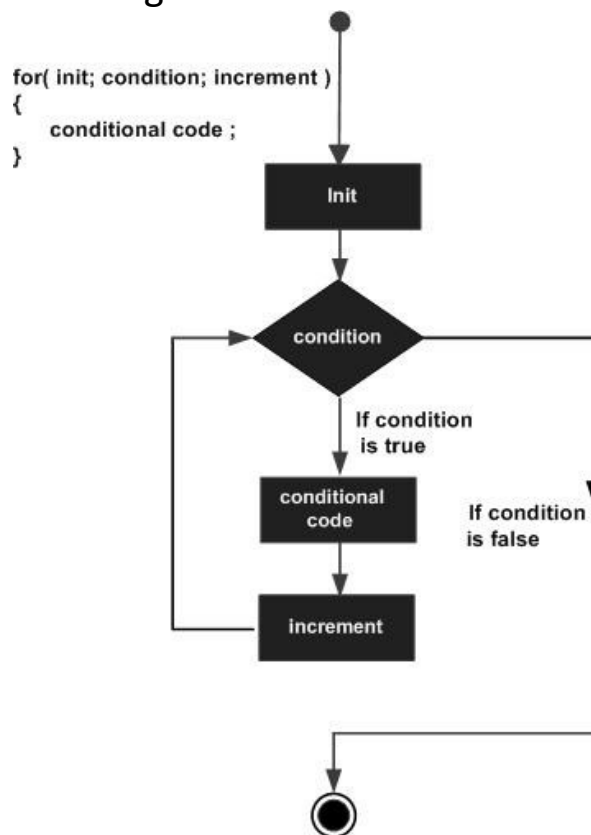 for( init; condition; increment )
{
conditional code ;
}
Init
condition
If condition
is true
conditional
code
If condition
is false
increment